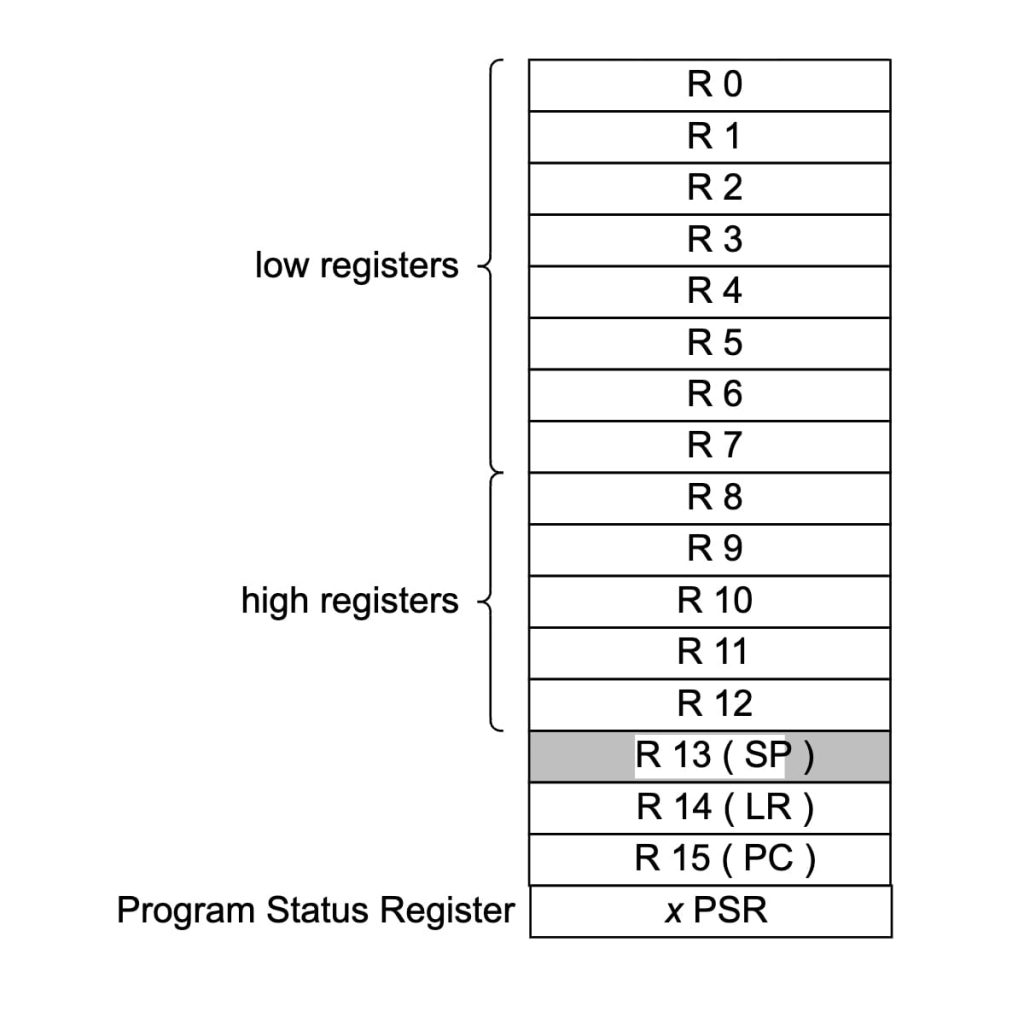 R 0
R 1
R 2
R 3
low registers
R 4
R 5
R 6
R 7
R 8
R 9
high registers
R 10
R 11
R 12
R 13 ( SP )
R 14 ( LR )
R 15 ( PC )
Program Status Register
x PSR